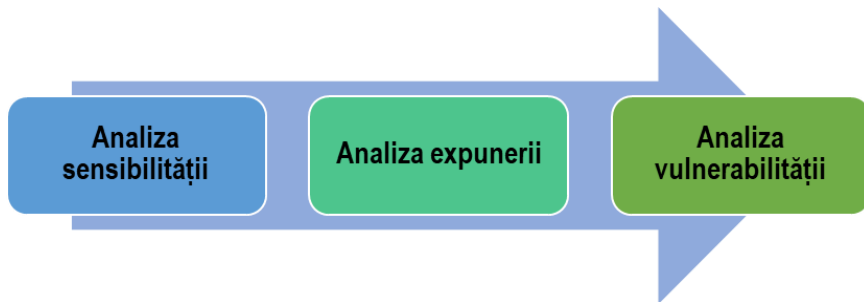 Analiza
sensibilității
Analiza expunerii
Analiza
vulnerabilității